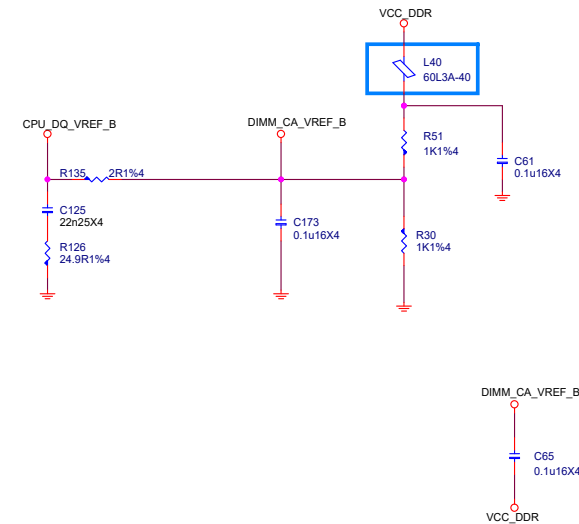 VCC_DDR
L40
60L3A-40
CPU_DQ_VREF_B
DIMM_CA_VREF_B
R51
1K1%4
C61
0.1u16X4
R135
2R1%4
C125
22n25X4
C173
0.1u16X4
R126
24.9R1%4
R30
1K1%4
DIMM_CA_VREF_B
C65
0.1u16X4
VCC_DDR